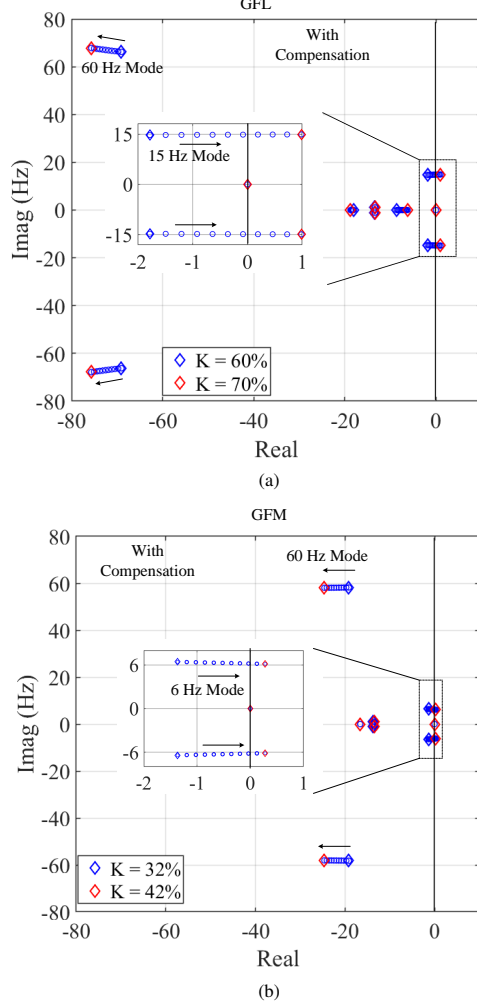 GFL
80
60
40
20
0
-20
-40
-60
-80
Imag (Hz)
With
Compensation
60 Hz Mode
15
0
-15
15 Hz Mode
-2
-1
0
1
K = 60%
K = 70%
-80
-60
-40
-20
0
Real
(a)
GFM
80
60
40
20
0
-20
-40
-60
-80
Imag (Hz)
With
Compensation
60 Hz Mode
6
0
-6
6 Hz Mode
-2
-1
0
1
K = 32%
K = 42%
-80
-60
-40
-20
0
Real
(b)